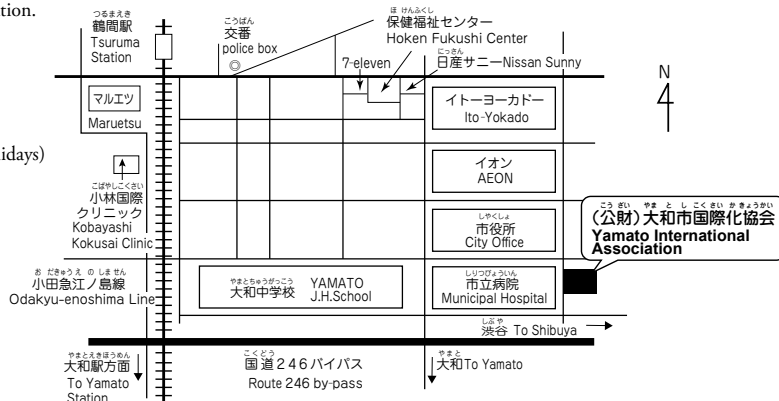 tion.
idays)
つるまえき
鶴間駅
Tsuruma
Station
こうばん
交番
police box
◎
ほけんふくし
保健福祉センター
Hoken Fukushi Center
7-eleven
にっさん
日産サニーNissan Sunny
N
マルエツ
Maruetsu
イトーヨーカドー
Ito-Yokado
イオン
AEON
こばやしこくさい
小林国際
クリニック
Kobayashi
Kokusai Clinic
しやくしょ
市役所
City Office
こうざい やまとしこくさいかきょうかい
(公財)大和市国際化協会
Yamato International
Association
おだきゅうえのしません
小田急江ノ島線
Odakyu-enoshima Line
やまとちゅうがっこう
大和中学校 YAMATO
J.H.School
しりつびょういん
市立病院
Municipal Hospital
しぶや
渋谷 To Shibuya
やまとえきほうめん
大和駅方面
To Yamato
Station
こくどう
国道246バイパス
Route 246 by-pass
やまと
大和To Yamato